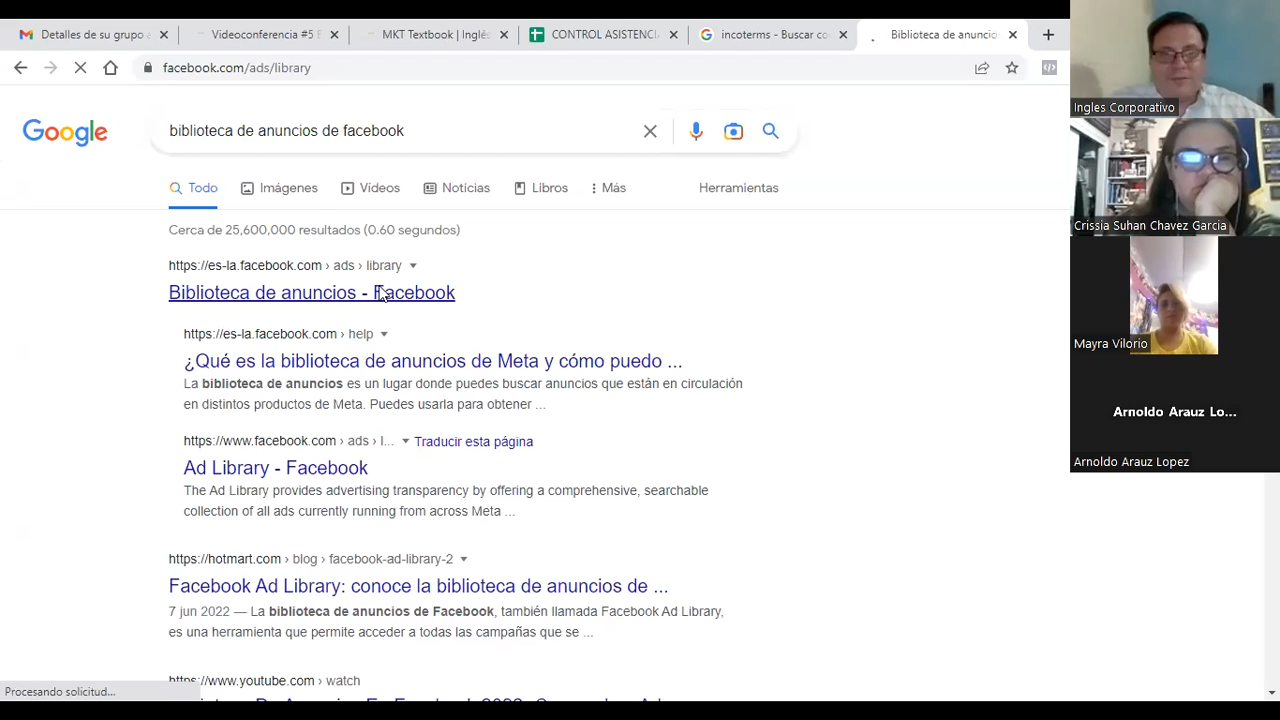 Detalles de su grupo
Videoconferencia #5 E
MKT Textbook | Inglé
CONTROL ASISTENCI
incoterms - Buscar co
Biblioteca de anuncio
facebook.com/ads/library
Google
biblioteca de anuncios de facebook
Todo
Imágenes
Videos
Noticias
Libros
Más
Herramientas
Cerca de 25,600,000 resultados (0.60 segundos)
https://es-la.facebook.com › ads › library
Biblioteca de anuncios - Facebook
https://es-la.facebook.com › help
¿Qué es la biblioteca de anuncios de Meta y cómo puedo ...
La biblioteca de anuncios es un lugar donde puedes buscar anuncios que están en circulación
en distintos productos de Meta. Puedes usarla para obtener ...
https://www.facebook.com › ads › l... Traducir esta página
Ad Library - Facebook
The Ad Library provides advertising transparency by offering a comprehensive, searchable
collection of all ads currently running from across Meta ...
https://hotmart.com › blog › facebook-ad-library-2
Facebook Ad Library: conoce la biblioteca de anuncios de ...
7 jun 2022 — La biblioteca de anuncios de Facebook, también llamada Facebook Ad Library,
es una herramienta que permite acceder a todas las campañas que se ...
https://www.youtube.com › watch
Procesando solicitud...
Ingles Corporativo
Crissia Suhan Chavez Garcia
Mayra Vilorio
Arnoldo Arauz Lo...
Arnoldo Arauz Lopez